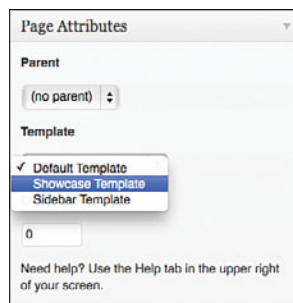 Page Attributes
Parent
(no parent)
Template
✓ Default Template
Showcase Template
Sidebar Template
0
Need help? Use the Help tab in the upper right
of your screen.